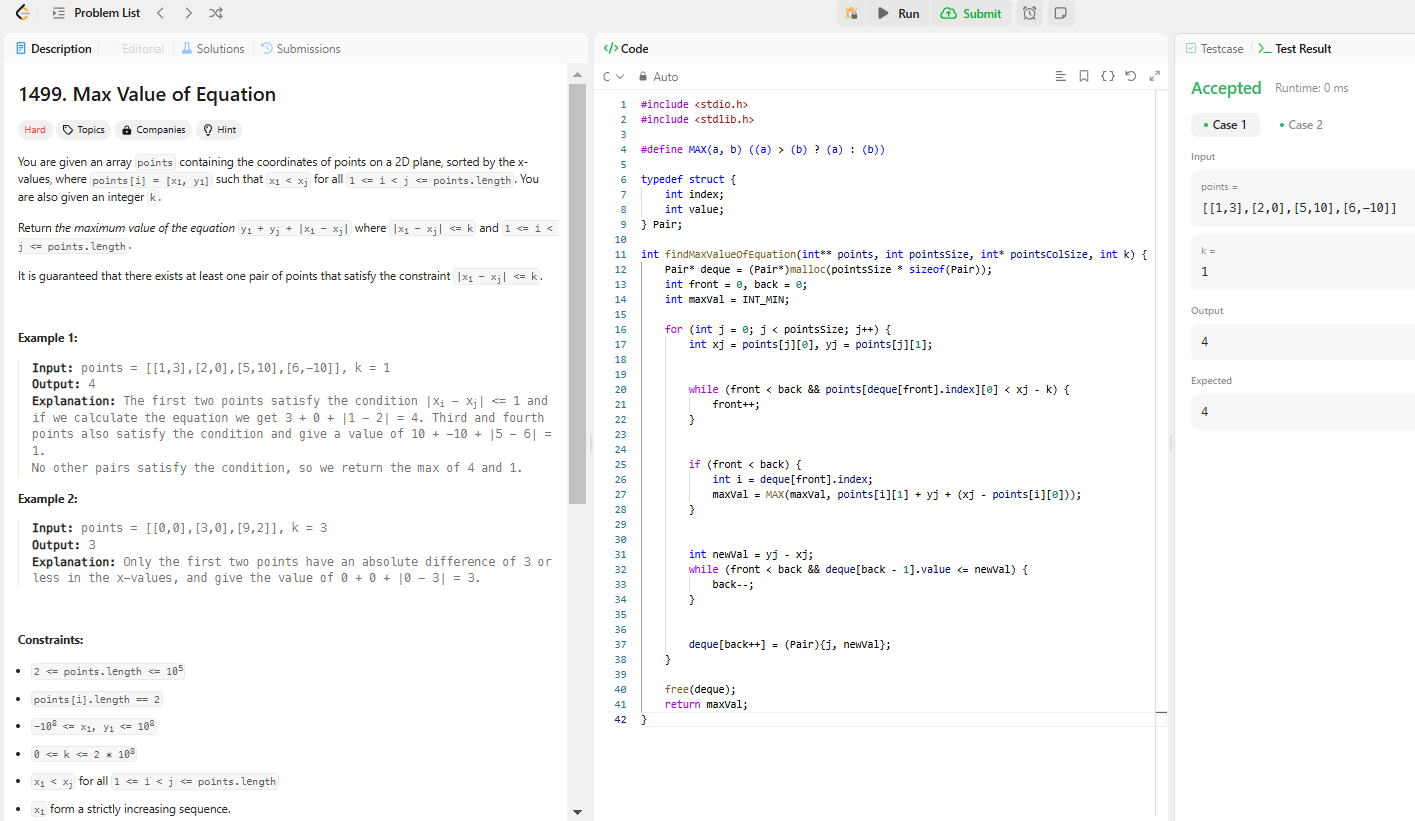 Problem List
Run
Submit
Description
Editorial
Solutions
Submissions
1499. Max Value of Equation
Hard
Topics
Companies
Hint
You are given an array points containing the coordinates of points on a 2D plane, sorted by the x-
values, where points[i] = [xᵢ, yᵢ] such that xᵢ < xⱼ for all 1 <= i < j <= points.length. You
are also given an integer k.
Return the maximum value of the equation yᵢ + yⱼ + |xᵢ - xⱼ| where |xᵢ - xⱼ| <= k and 1 <= i <
j <= points.length.
It is guaranteed that there exists at least one pair of points that satisfy the constraint |xᵢ - xⱼ| <= k.
Example 1:
Input: points = [[1,3],[2,0],[5,10],[6,-10]], k = 1
Output: 4
Explanation: The first two points satisfy the condition |xᵢ - xⱼ| <= 1 and
if we calculate the equation we get 3 + 0 + |1 - 2| = 4. Third and fourth
points also satisfy the condition and give a value of 10 + -10 + |5 - 6| =
1.
No other pairs satisfy the condition, so we return the max of 4 and 1.
Example 2:
Input: points = [[0,0],[3,0],[9,2]], k = 3
Output: 3
Explanation: Only the first two points have an absolute difference of 3 or
less in the x-values, and give the value of 0 + 0 + |0 - 3| = 3.
Constraints:
• 2 <= points.length <= 10⁵
• points[i].length == 2
• -10⁸ <= xᵢ, yᵢ <= 10⁸
• 0 <= k <= 2 * 10⁸
• xᵢ < xⱼ for all 1 <= i < j <= points.length
• xᵢ form a strictly increasing sequence.
</> Code
C
Auto
1 #include <stdio.h>
2 #include <stdlib.h>
3
4 #define MAX(a, b) ((a) > (b) ? (a) : (b))
5
6 typedef struct {
7     int index;
8     int value;
9 } Pair;
10
11 int findMaxValueOfEquation(int** points, int pointsSize, int* pointsColSize, int k) {
12     Pair* deque = (Pair*)malloc(pointsSize * sizeof(Pair));
13     int front = 0, back = 0;
14     int maxVal = INT_MIN;
15
16     for (int j = 0; j < pointsSize; j++) {
17         int xj = points[j][0], yj = points[j][1];
18
19
20         while (front < back && points[deque[front].index][0] < xj - k) {
21             front++;
22         }
23
24
25         if (front < back) {
26             int i = deque[front].index;
27             maxVal = MAX(maxVal, points[i][1] + yj + (xj - points[i][0]));
28         }
29
30
31         int newVal = yj - xj;
32         while (front < back && deque[back - 1].value <= newVal) {
33             back--;
34         }
35
36
37         deque[back++] = (Pair){j, newVal};
38     }
39
40     free(deque);
41     return maxVal;
42 }
Testcase
Test Result
Accepted
Runtime: 0 ms
• Case 1
• Case 2
Input
points =
[[1,3],[2,0],[5,10],[6,-10]]
k =
1
Output
4
Expected
4